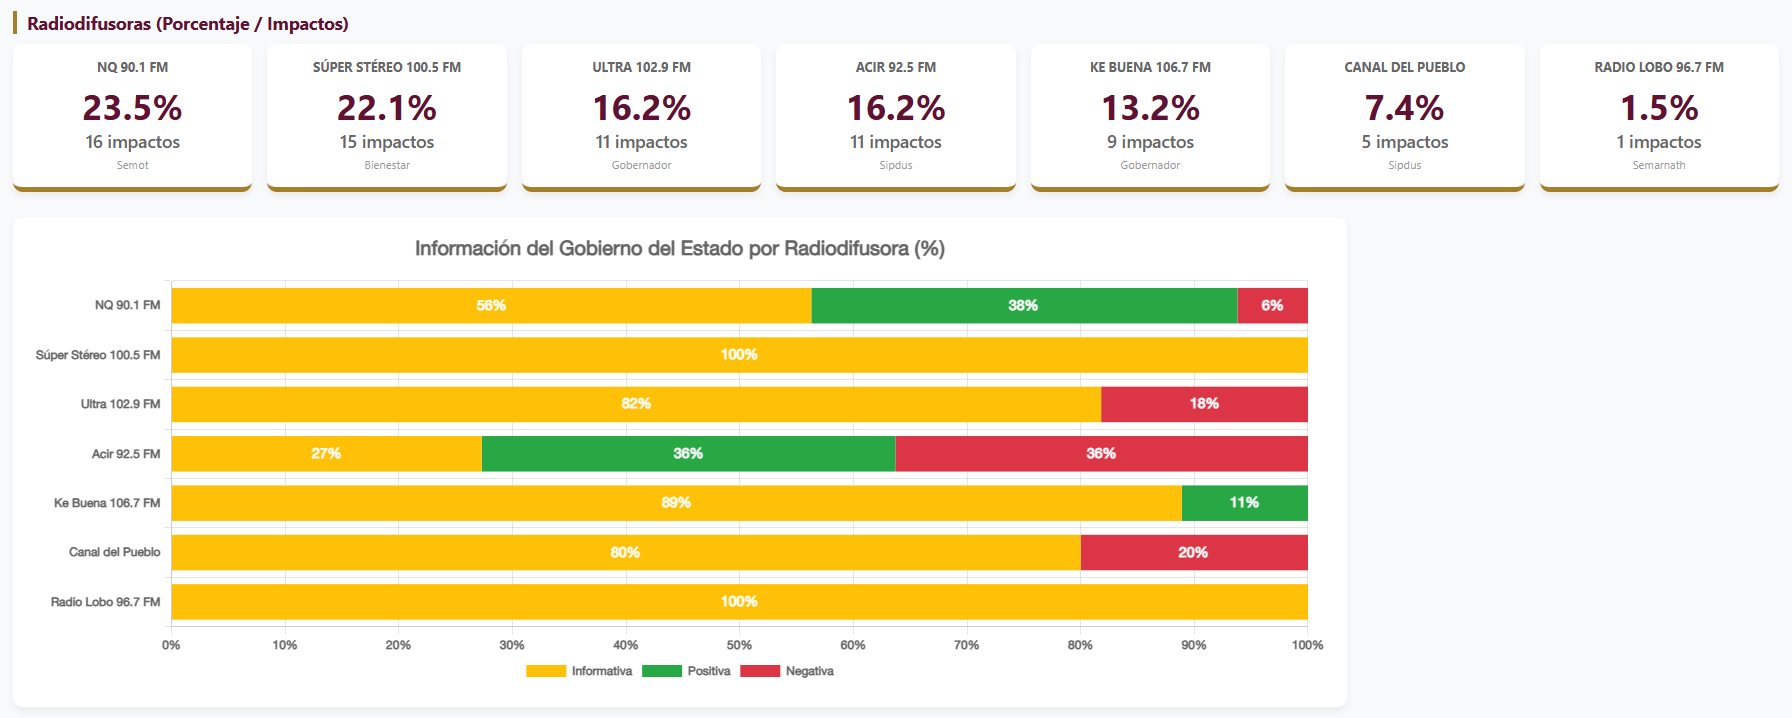 Radiodifusoras (Porcentaje / Impactos)
NQ 90.1 FM
23.5%
16 impactos
Semot
SÚPER STÉREO 100.5 FM
22.1%
15 impactos
Bienestar
ULTRA 102.9 FM
16.2%
11 impactos
Gobernador
ACIR 92.5 FM
16.2%
11 impactos
Sipdus
KE BUENA 106.7 FM
13.2%
9 impactos
Gobernador
CANAL DEL PUEBLO
7.4%
5 impactos
Sipdus
RADIO LOBO 96.7 FM
1.5%
1 impactos
Semarnath
Información del Gobierno del Estado por Radiodifusora (%)
NQ 90.1 FM 56% 38% 6%
Súper Stéreo 100.5 FM 100%
Ultra 102.9 FM 82% 18%
Acir 92.5 FM 27% 36% 36%
Ke Buena 106.7 FM 89% 11%
Canal del Pueblo 80% 20%
Radio Lobo 96.7 FM 100%
0% 10% 20% 30% 40% 50% 60% 70% 80% 90% 100%
Informativa Positiva Negativa